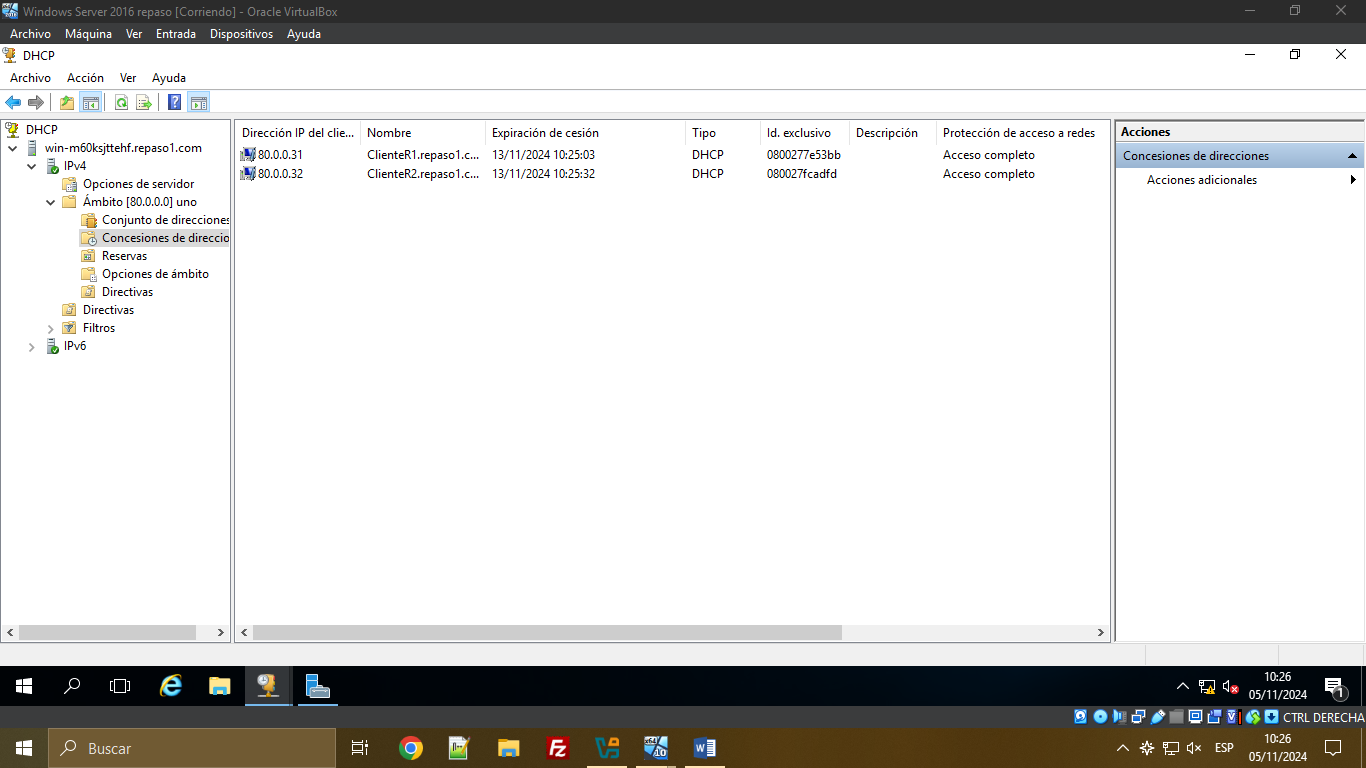 Windows Server 2016 repaso [Corriendo] - Oracle VirtualBox
Archivo Máquina Ver Entrada Dispositivos Ayuda
DHCP
Archivo Acción Ver Ayuda
DHCP
win-m60ksjttehf.repaso1.com
IPv4
Opciones de servidor
Ámbito [80.0.0.0] uno
Conjunto de direcciones
Concesiones de direccio
Reservas
Opciones de ámbito
Directivas
Directivas
Filtros
IPv6
Dirección IP del clie... Nombre Expiración de cesión Tipo Id. exclusivo Descripción Protección de acceso a redes
80.0.0.31 ClienteR1.repaso1.c... 13/11/2024 10:25:03 DHCP 0800277e53bb Acceso completo
80.0.0.32 ClienteR2.repaso1.c... 13/11/2024 10:25:32 DHCP 080027fcadfd Acceso completo
Acciones
Concesiones de direcciones
Acciones adicionales
10:26
05/11/2024
1
CTRL DERECHA
Buscar
ESP
10:26
05/11/2024